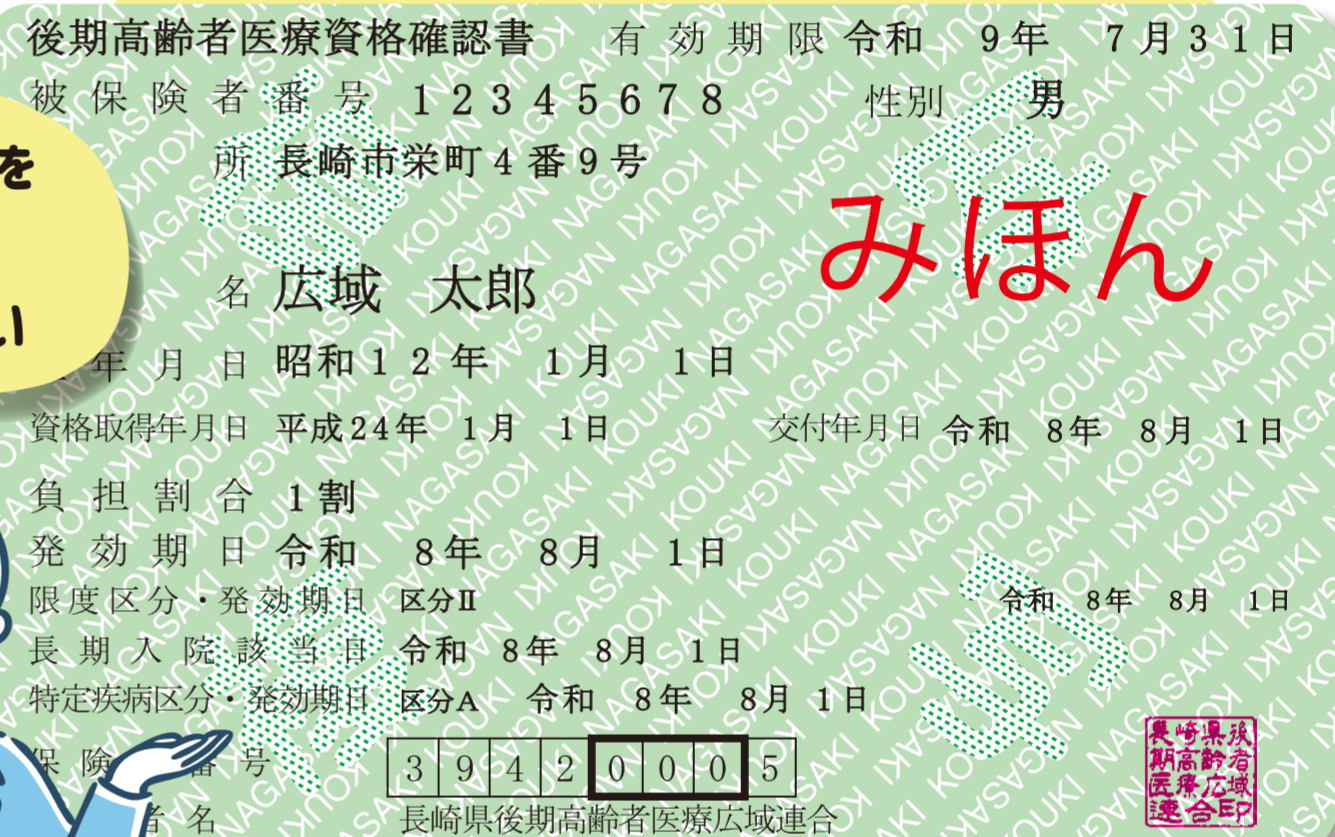 後期高齢者医療資格確認書 有効期限 令和 9年 7月31日
被保険者番号 12345678 性別 男
を
所 長崎市栄町4番9号
みほん
名 広域 太郎
い
年月日 昭和12年 1月 1日
資格取得年月日 平成24年 1月 1日 交付年月日 令和 8年 8月 1日
負担割合 1割
発効期日 令和 8年 8月 1日
限度区分・発効期日 区分Ⅱ 令和 8年 8月 1日
長期入院該当日 令和 8年 8月 1日
特定疾病区分・発効期日 区分A 令和 8年 8月 1日
保険 番号 39420005
者名 長崎県後期高齢者医療広域連合
長崎県後
期高齢者
医療広域
連合印
NAGASAKI KOUKI